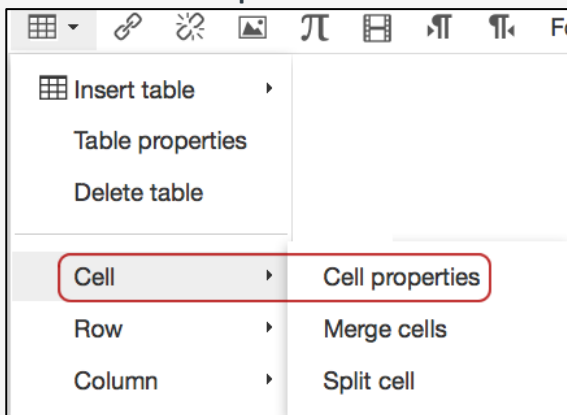 Insert table
Table properties
Delete table
Cell
Cell properties
Row
Merge cells
Column
Split cell